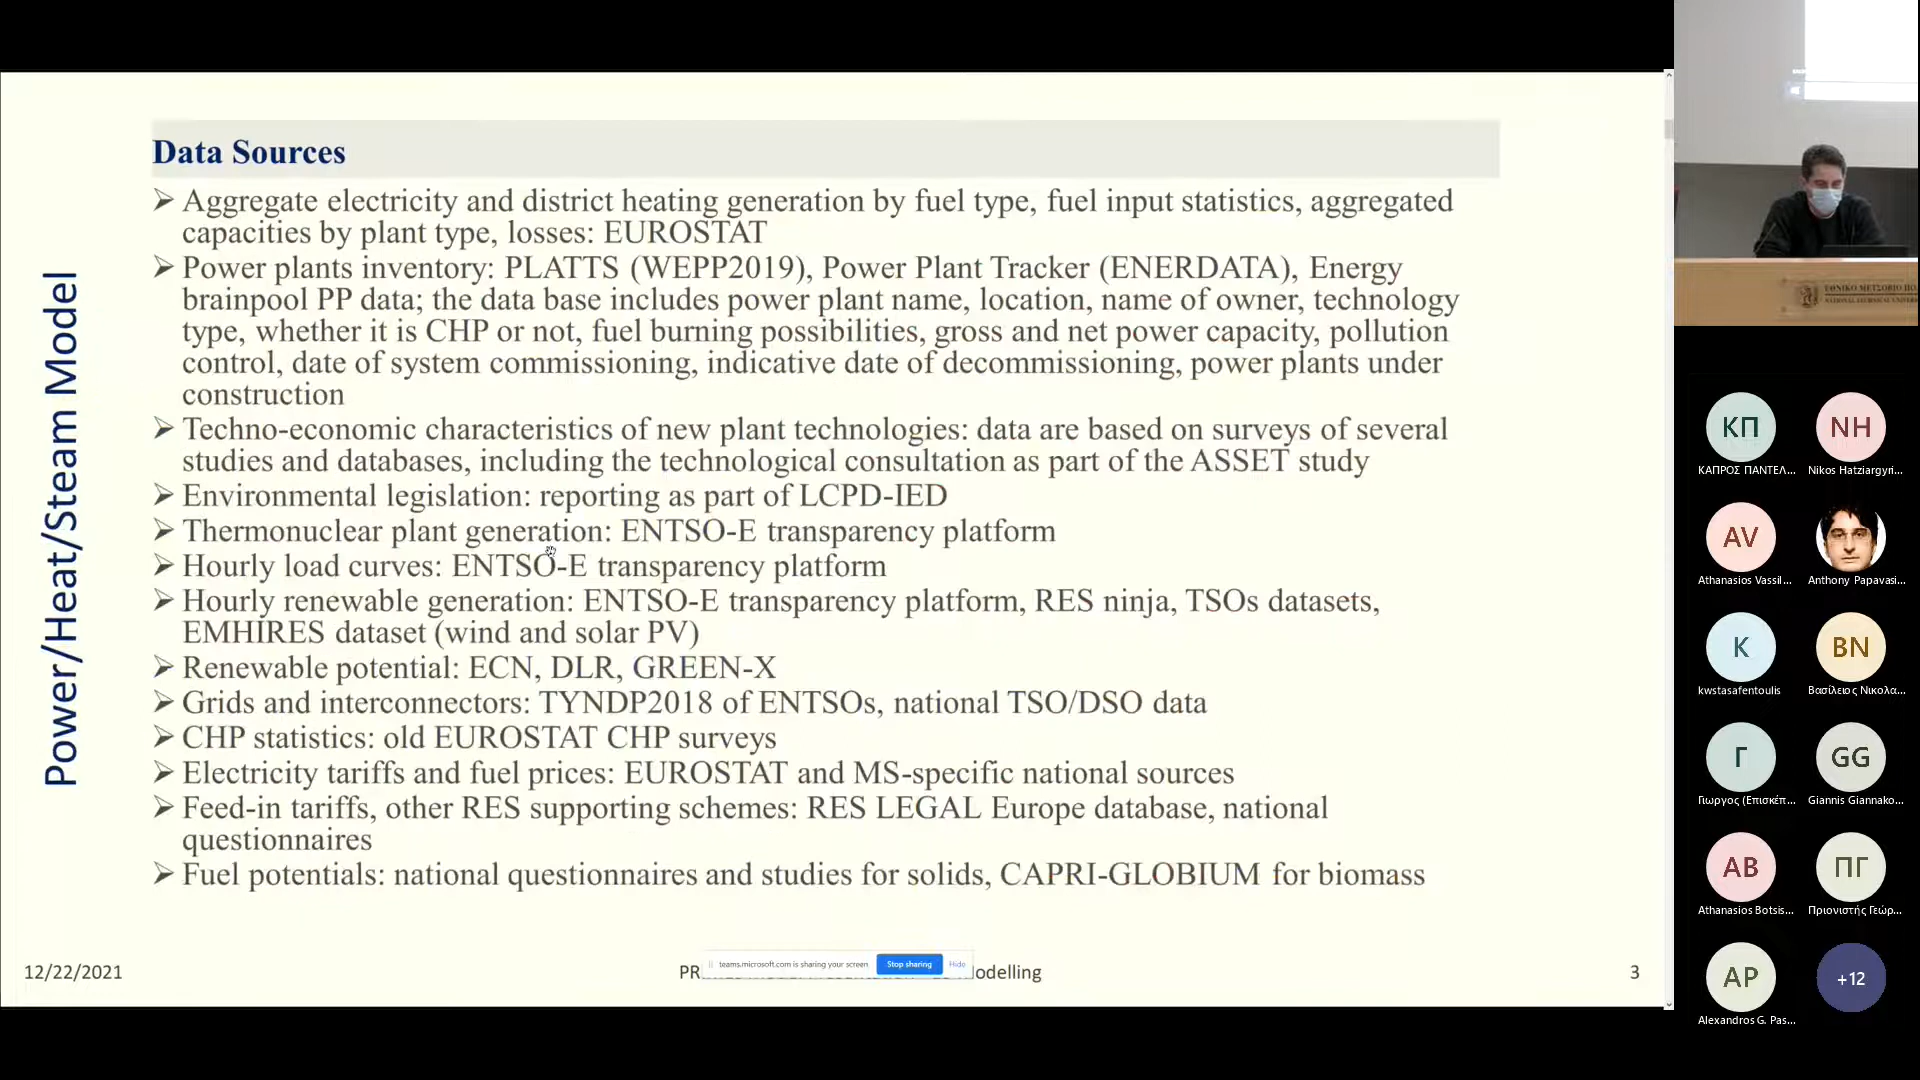 Data Sources
Aggregate electricity and district heating generation by fuel type, fuel input statistics, aggregated
capacities by plant type, losses: EUROSTAT
Power plants inventory: PLATTS (WEPP2019), Power Plant Tracker (ENERDATA), Energy
brainpool PP data; the data base includes power plant name, location, name of owner, technology
type, whether it is CHP or not, fuel burning possibilities, gross and net power capacity, pollution
control, date of system commissioning, indicative date of decommissioning, power plants under
construction
Techno-economic characteristics of new plant technologies: data are based on surveys of several
studies and databases, including the technological consultation as part of the ASSET study
Environmental legislation: reporting as part of LCPD-IED
Thermonuclear plant generation: ENTSO-E transparency platform
Hourly load curves: ENTSO-E transparency platform
Hourly renewable generation: ENTSO-E transparency platform, RES ninja, TSOs datasets,
EMHIRES dataset (wind and solar PV)
Renewable potential: ECN, DLR, GREEN-X
Grids and interconnectors: TYNDP2018 of ENTSOs, national TSO/DSO data
CHP statistics: old EUROSTAT CHP surveys
Electricity tariffs and fuel prices: EUROSTAT and MS-specific national sources
Feed-in tariffs, other RES supporting schemes: RES LEGAL Europe database, national
questionnaires
Fuel potentials: national questionnaires and studies for solids, CAPRI-GLOBIUM for biomass
Power/Heat/Steam Model
12/22/2021
PR
odelling
3
teams.microsoft.com is sharing your screen
Stop sharing
Hide
ΕΘΝΙΚΟ ΜΕΤΣΟΒΙΟ ΠΟ
NATIONAL TECHNICAL UNIVERS
ΚΠ
ΚΑΠΡΟΣ ΠΑΝΤΕΛ...
NH
Nikos Hatziargyri...
AV
Athanasios Vassil...
Anthony Papavasi...
K
kwstasafentoulis
ΒΝ
Βασίλειος Νικολα...
Γ
Γιωργος (Επισκέπ...
GG
Giannis Giannako...
AB
Athanasios Botsis...
ΠΓ
Πριονιστής Γεώρ...
AP
Alexandros G. Pas...
+12